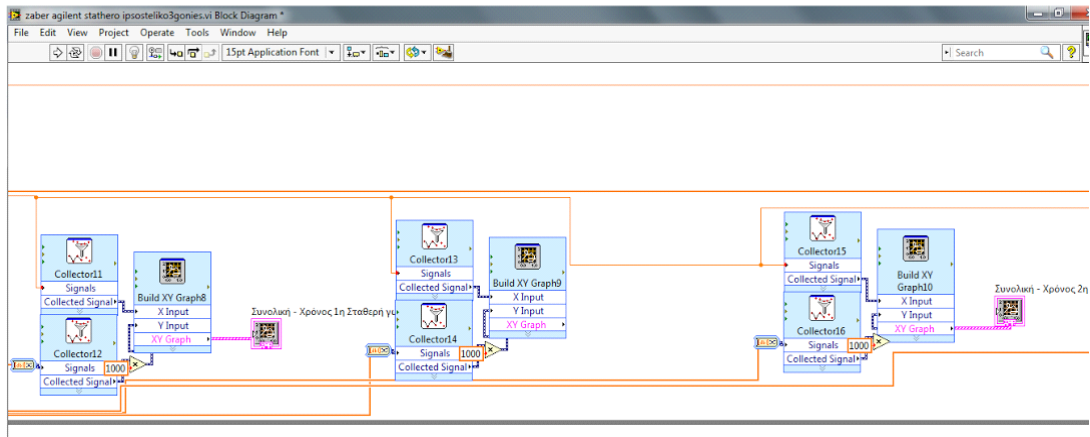 zaber agilent stathero ipsosteliko3gonies.vi Block Diagram *
File Edit View Project Operate Tools Window Help
15pt Application Font
Search
Collector11
Signals
Collected Signal
Collector12
Signals
Collected Signal
1000
Build XY Graph8
X Input
Y Input
XY Graph
Συνολική - Χρόνος 1η Σταθερή γω
Collector13
Signals
Collected Signal
Collector14
Signals
Collected Signal
1000
Build XY Graph9
X Input
Y Input
XY Graph
Collector15
Signals
Collected Signal
Collector16
Signals
Collected Signal
1000
Build XY
Graph10
X Input
Y Input
XY Graph
Συνολική - Χρόνος 2η